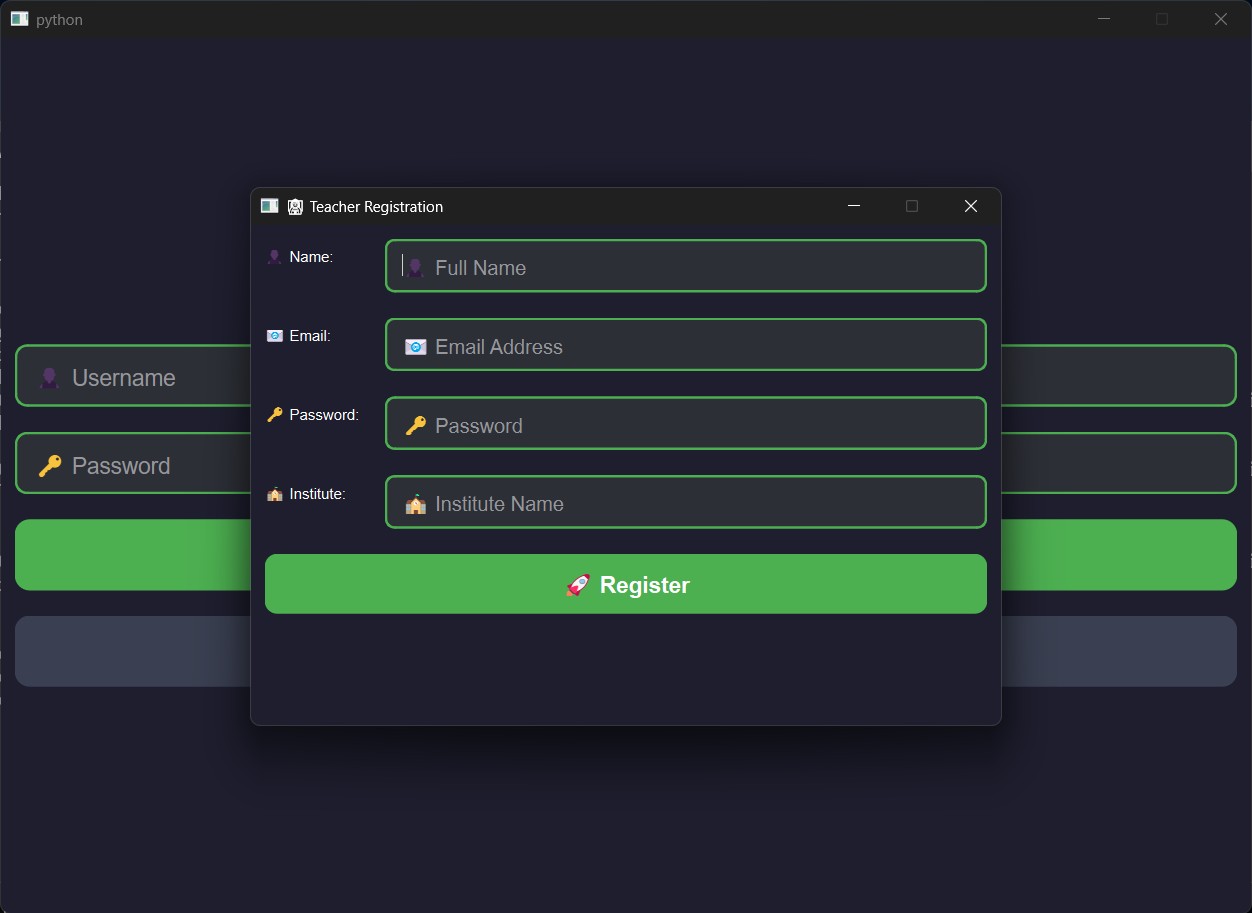 python
Teacher Registration
Name:
Full Name
Email:
Email Address
Username
Password:
Password
Password
Institute:
Institute Name
Register